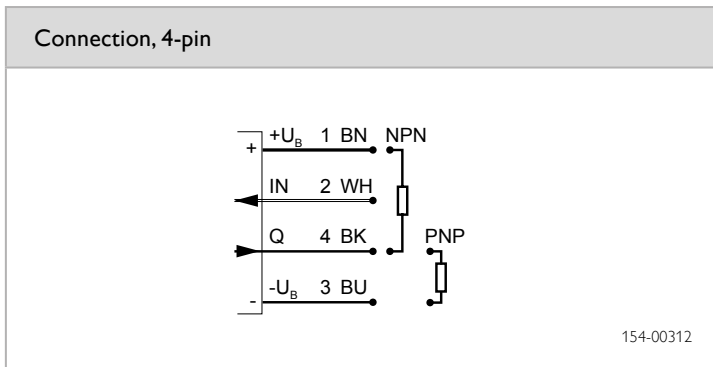 Connection, 4-pin
+ +U_B 1 BN NPN
IN 2 WH
Q 4 BK PNP
- -U_B 3 BU
154-00312